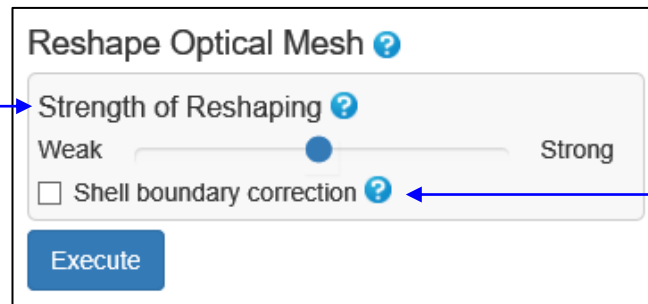 Reshape Optical Mesh ?
Strength of Reshaping ?
Weak Strong
Shell boundary correction ?
Execute